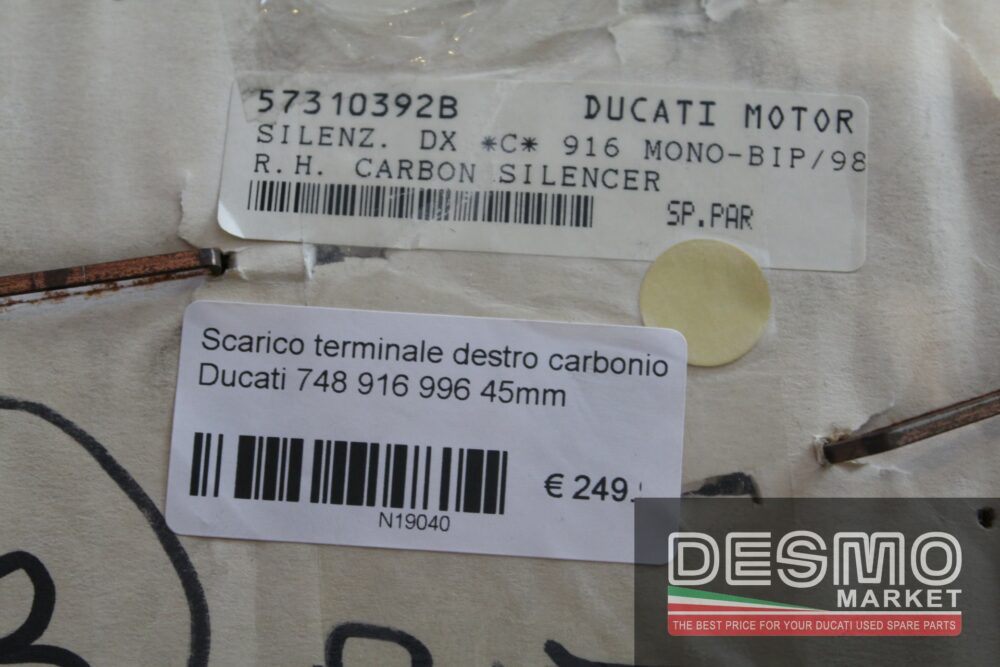 57310392B DUCATI MOTOR
SILENZ. DX *C* 916 MONO-BIP/98
R.H. CARBON SILENCER
SP.PAR
Scarico terminale destro carbonio
Ducati 748 916 996 45mm
€ 249.
N19040
DESMO
MARKET
THE BEST PRICE FOR YOUR DUCATI USED SPARE PARTS